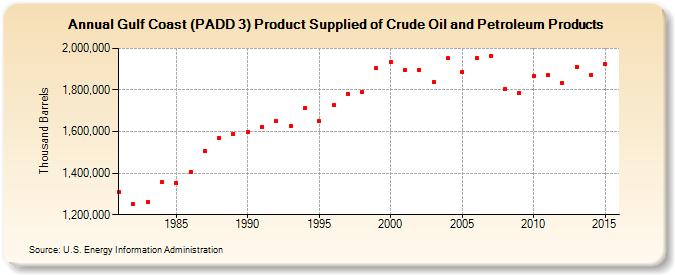 Annual Gulf Coast (PADD 3) Product Supplied of Crude Oil and Petroleum Products
Thousand Barrels
2,000,000
1,800,000
1,600,000
1,400,000
1,200,000
1985 1990 1995 2000 2005 2010 2015
Source: U.S. Energy Information Administration